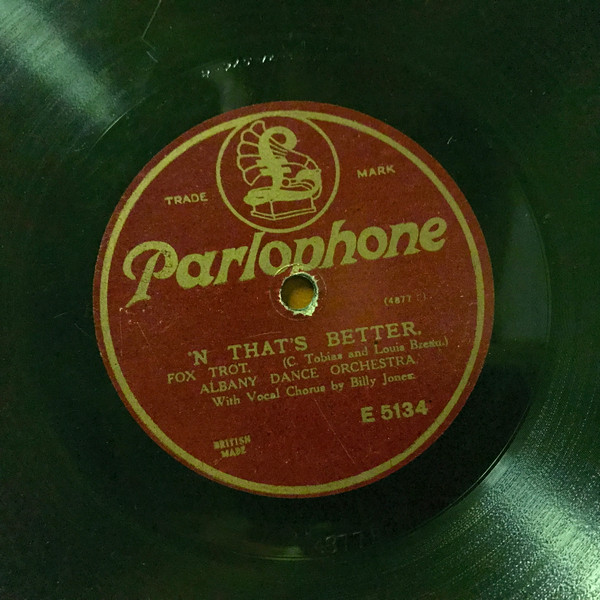 TRADE MARK
Parlophone
'N THAT'S BETTER.
FOX TROT. (C. Tobias and Louis Breau.)
ALBANY DANCE ORCHESTRA.
With Vocal Chorus by Billy Jones.
E 5134
BRITISH
MADE